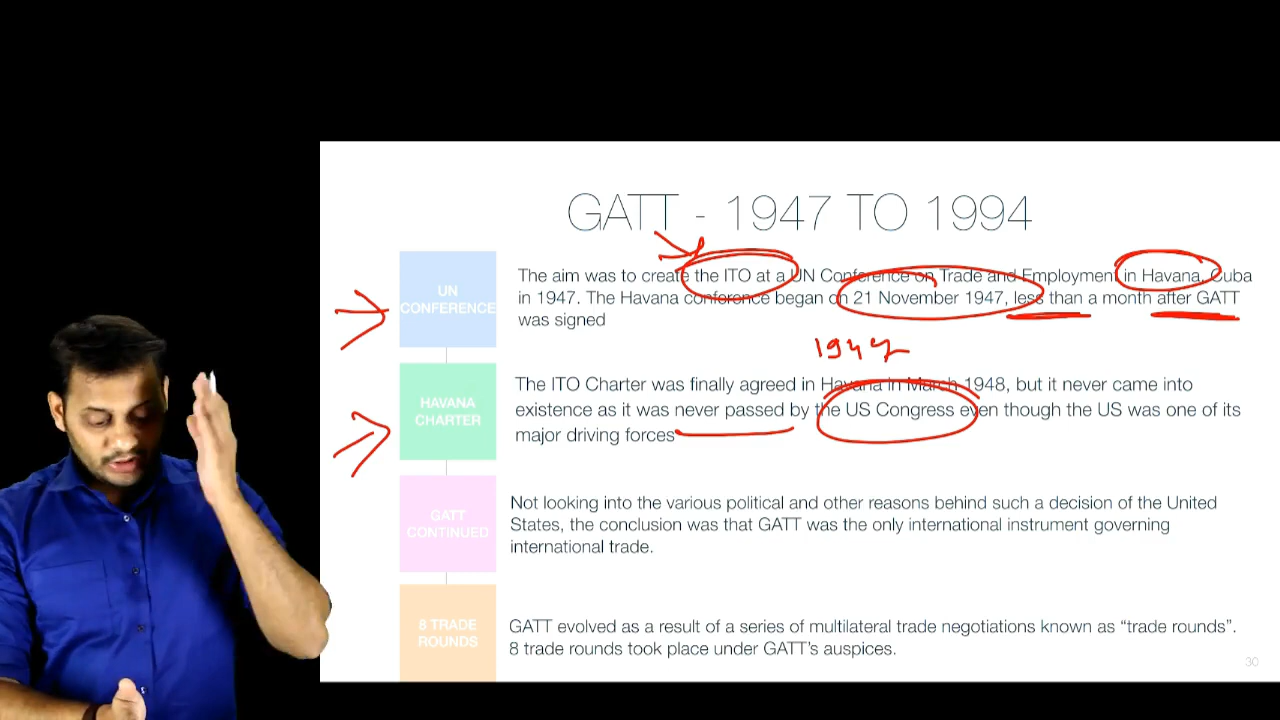 GATT - 1947 TO 1994
UN
CONFERENCE
The aim was to create the ITO at a UN Conference on Trade and Employment in Havana, Cuba
in 1947. The Havana conference began on 21 November 1947, less than a month after GATT
was signed
1947
HAVANA
CHARTER
The ITO Charter was finally agreed in Havana in March 1948, but it never came into
existence as it was never passed by the US Congress even though the US was one of its
major driving forces
GATT
CONTINUED
Not looking into the various political and other reasons behind such a decision of the United
States, the conclusion was that GATT was the only international instrument governing
international trade.
8 TRADE
ROUNDS
GATT evolved as a result of a series of multilateral trade negotiations known as “trade rounds”.
8 trade rounds took place under GATT’s auspices.
30